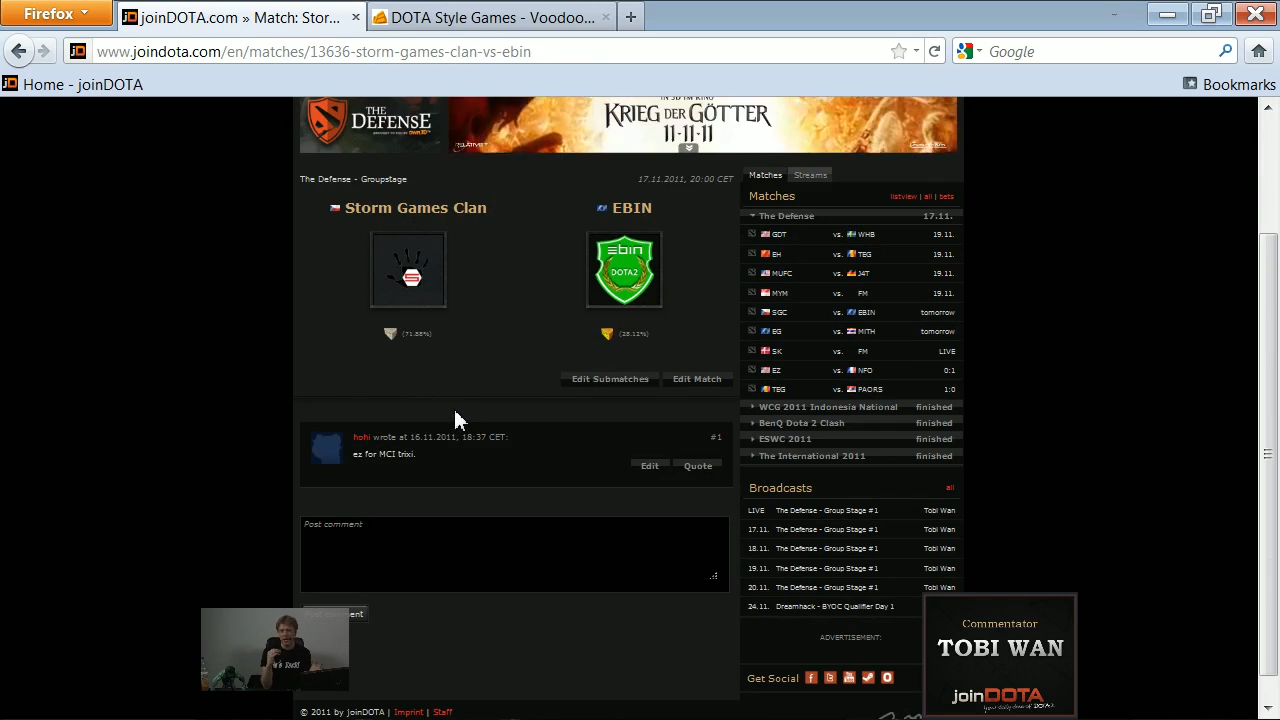 Firefox
joinDOTA.com » Match: Stor...
DOTA Style Games - Voodoo...
www.joindota.com/en/matches/13636-storm-games-clan-vs-ebin
Google
Home - joinDOTA
Bookmarks
THE DEFENSE
KRIEG DER GÖTTER
11·11·11
The Defense - Groupstage
17.11.2011, 20:00 CET
Storm Games Clan
EBIN
ebin
DOTA2
(71.88%)
(28.12%)
Edit Submatches
Edit Match
hohi wrote at 16.11.2011, 18:37 CET:
#1
ez for MCI trixi.
Edit
Quote
Post comment
Matches
Streams
Matches
listview | all | bets
The Defense 17.11.
GDT vs. WHB 19.11.
EH vs. TEG 19.11.
MUFC vs. J4T 19.11.
MYM vs. FM 19.11.
SGC vs. EBIN tomorrow
EG vs. MITH tomorrow
SK vs. FM LIVE
EZ vs. NFO 0:1
TEG vs. PAORS 1:0
WCG 2011 Indonesia National finished
BenQ Dota 2 Clash finished
ESWC 2011 finished
The International 2011 finished
Broadcasts
all
LIVE The Defense - Group Stage #1 Tobi Wan
17.11. The Defense - Group Stage #1 Tobi Wan
18.11. The Defense - Group Stage #1 Tobi Wan
19.11. The Defense - Group Stage #1 Tobi Wan
20.11. The Defense - Group Stage #1 Tobi Wan
24.11. Dreamhack - BYOC Qualifier Day 1
ADVERTISEMENT:
Get Social
Commentator
TOBI WAN
joinDOTA
© 2011 by joinDOTA | Imprint | Staff